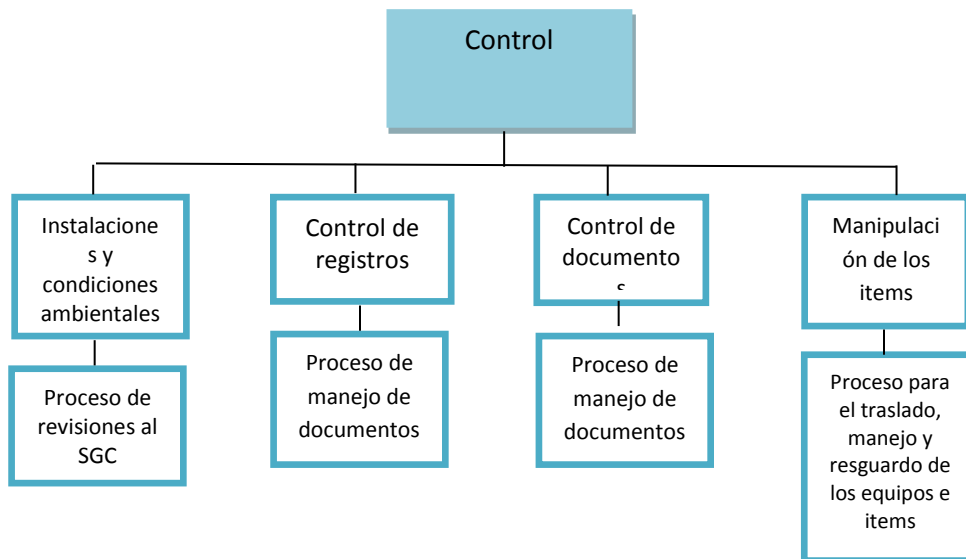 Control
Instalacione
s y
condiciones
ambientales
Control de
registros
Control de
documento
s
Manipulaci
ón de los
items
Proceso de
revisiones al
SGC
Proceso de
manejo de
documentos
Proceso de
manejo de
documentos
Proceso para
el traslado,
manejo y
resguardo de
los equipos e
items